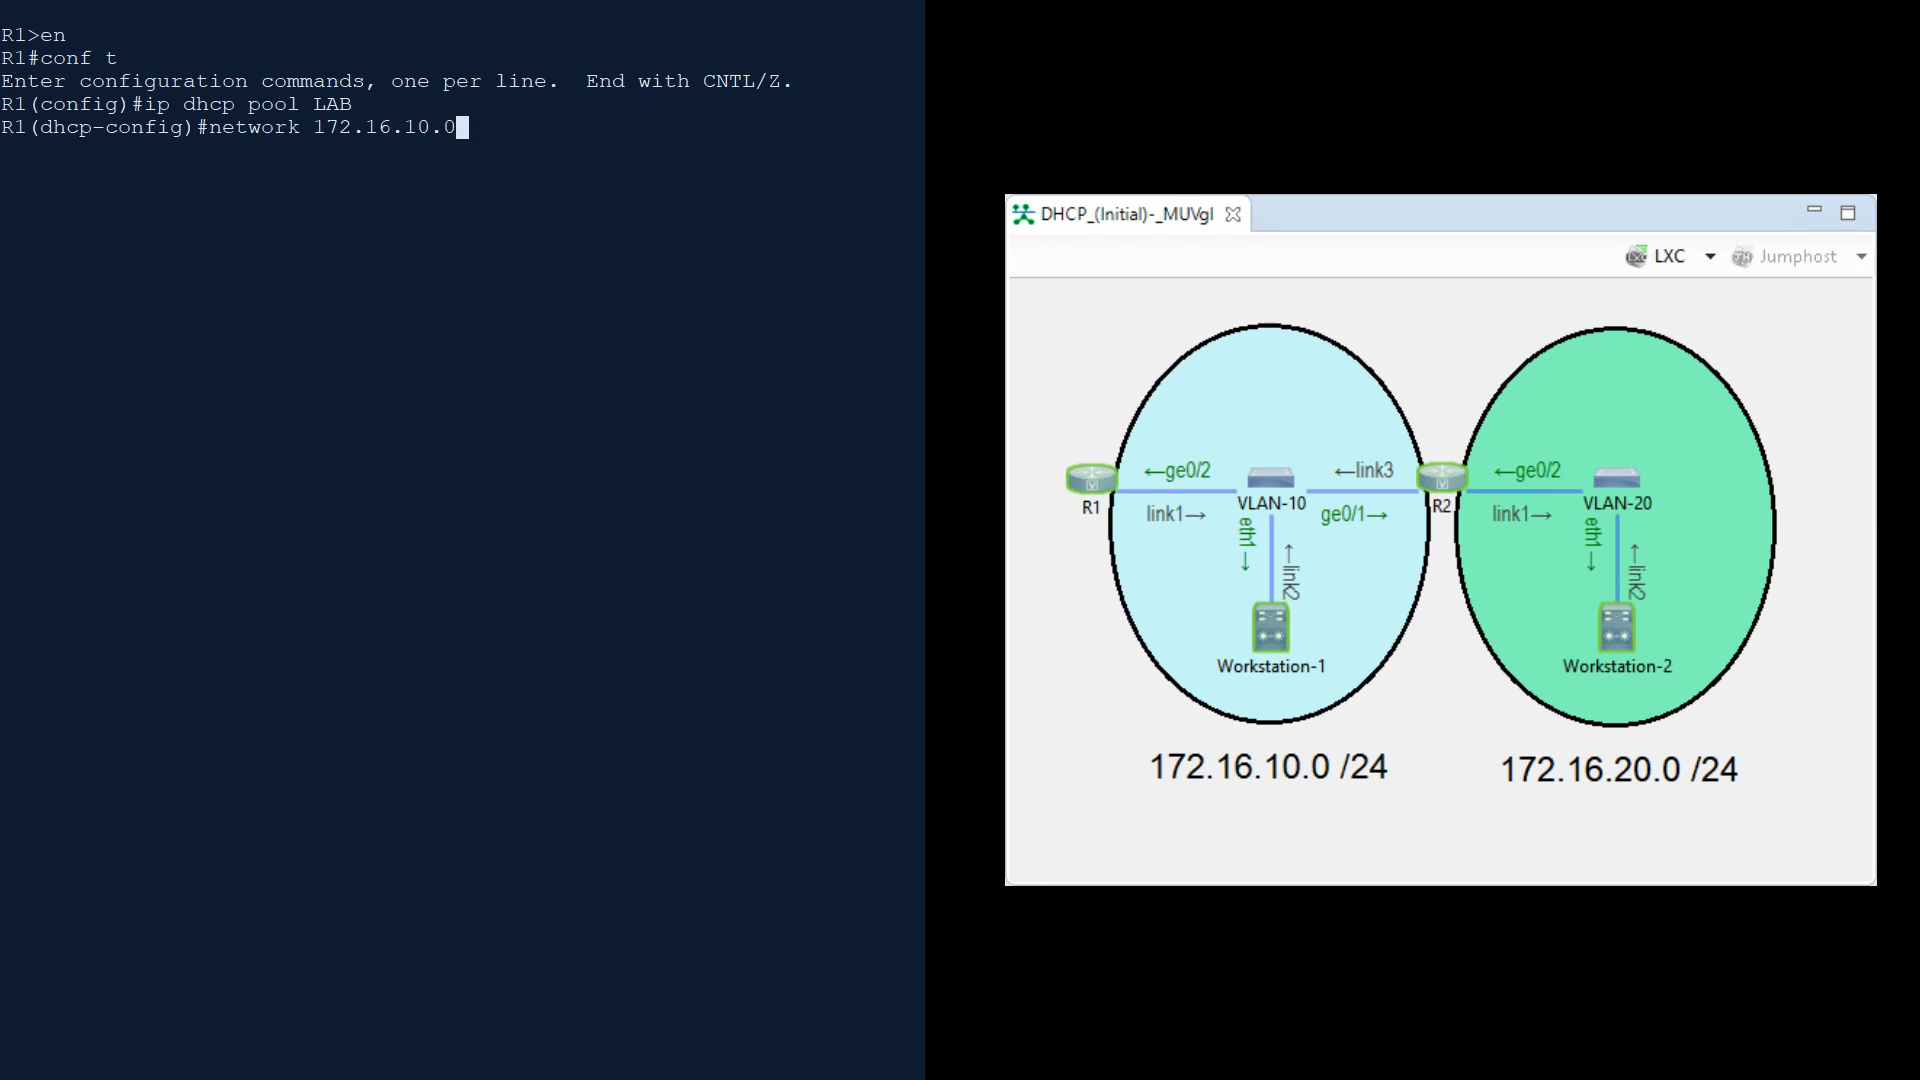 R1>en
R1#conf t
Enter configuration commands, one per line.  End with CNTL/Z.
R1(config)#ip dhcp pool LAB
R1(dhcp-config)#network 172.16.10.0
DHCP_(Initial)-_MUVgI
LXC
Jumphost
←ge0/2
←link3
←ge0/2
R1
VLAN-10
R2
VLAN-20
link1→
ge0/1→
link1→
eth1→
←link2
eth1→
←link2
Workstation-1
Workstation-2
172.16.10.0 /24
172.16.20.0 /24